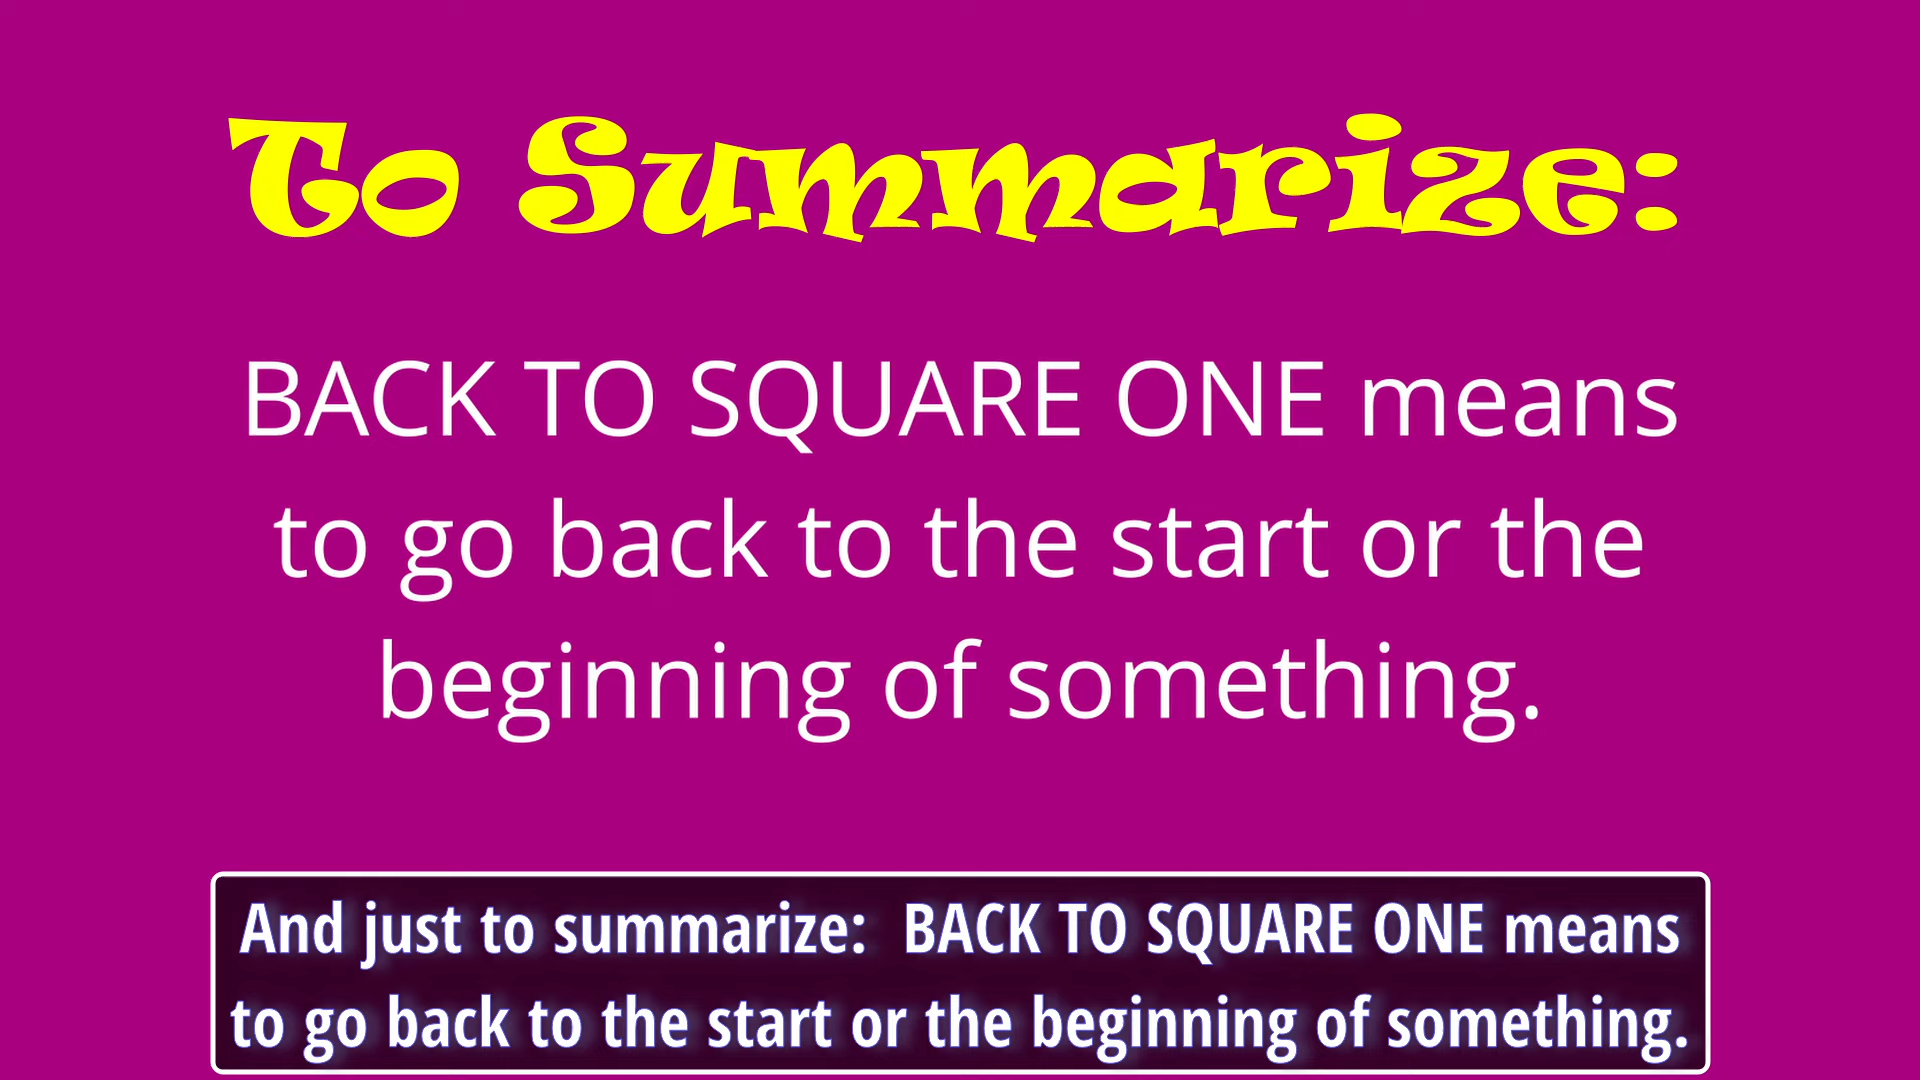 To Summarize:
BACK TO SQUARE ONE means
to go back to the start or the
beginning of something.
And just to summarize:  BACK TO SQUARE ONE means
to go back to the start or the beginning of something.